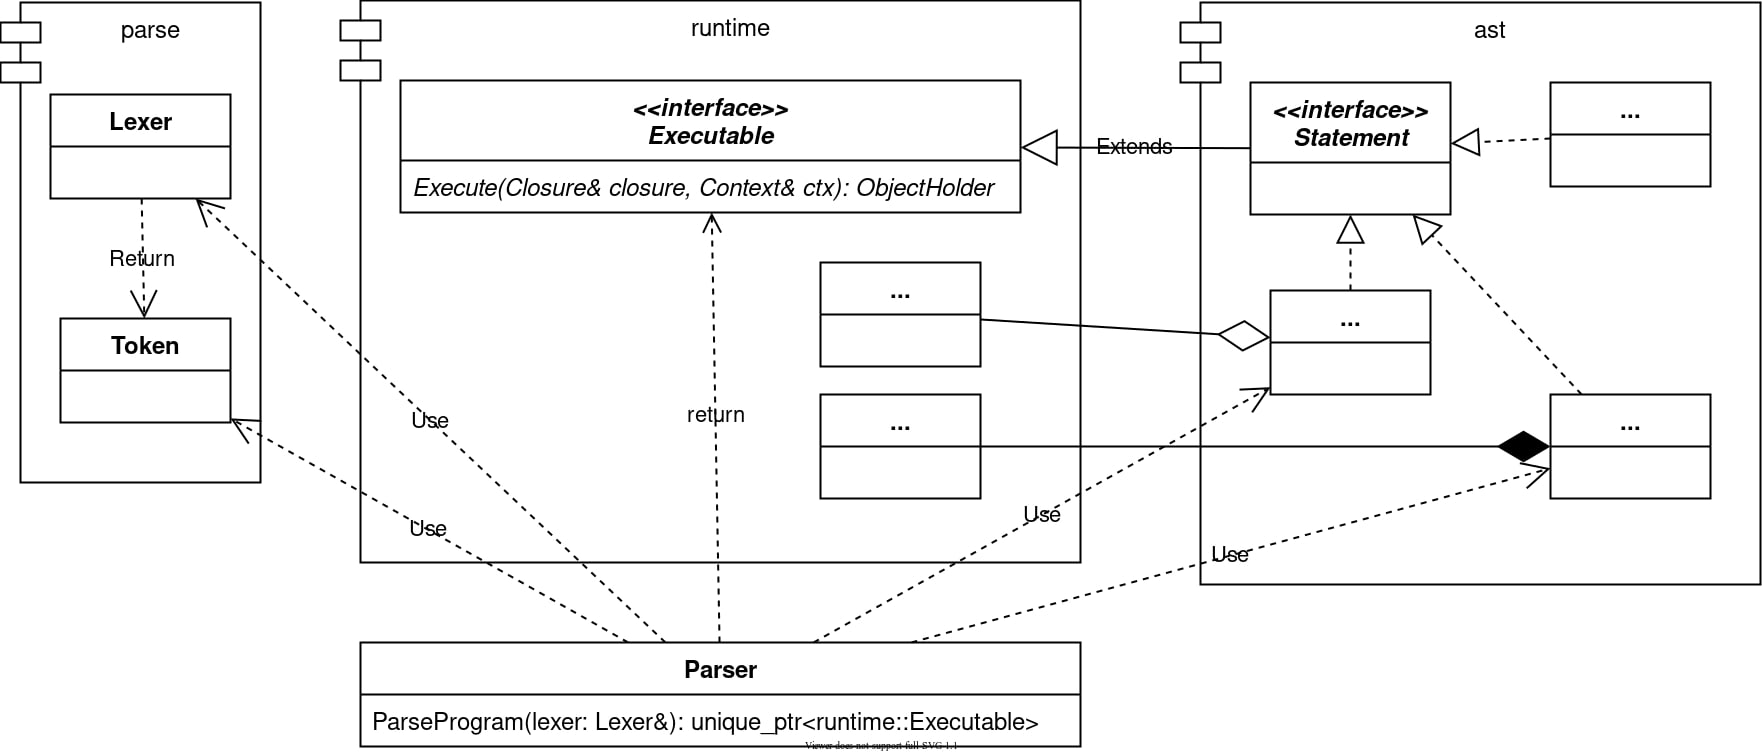 parse
runtime
ast
Lexer
<<interface>>
Executable
Execute(Closure& closure, Context& ctx): ObjectHolder
Extends
<<interface>>
Statement
...
Return
Token
...
...
...
...
return
Use
Use
Use
Use
Parser
ParseProgram(lexer: Lexer&): unique_ptr<runtime::Executable>
Viewer does not support full SVG 1.1